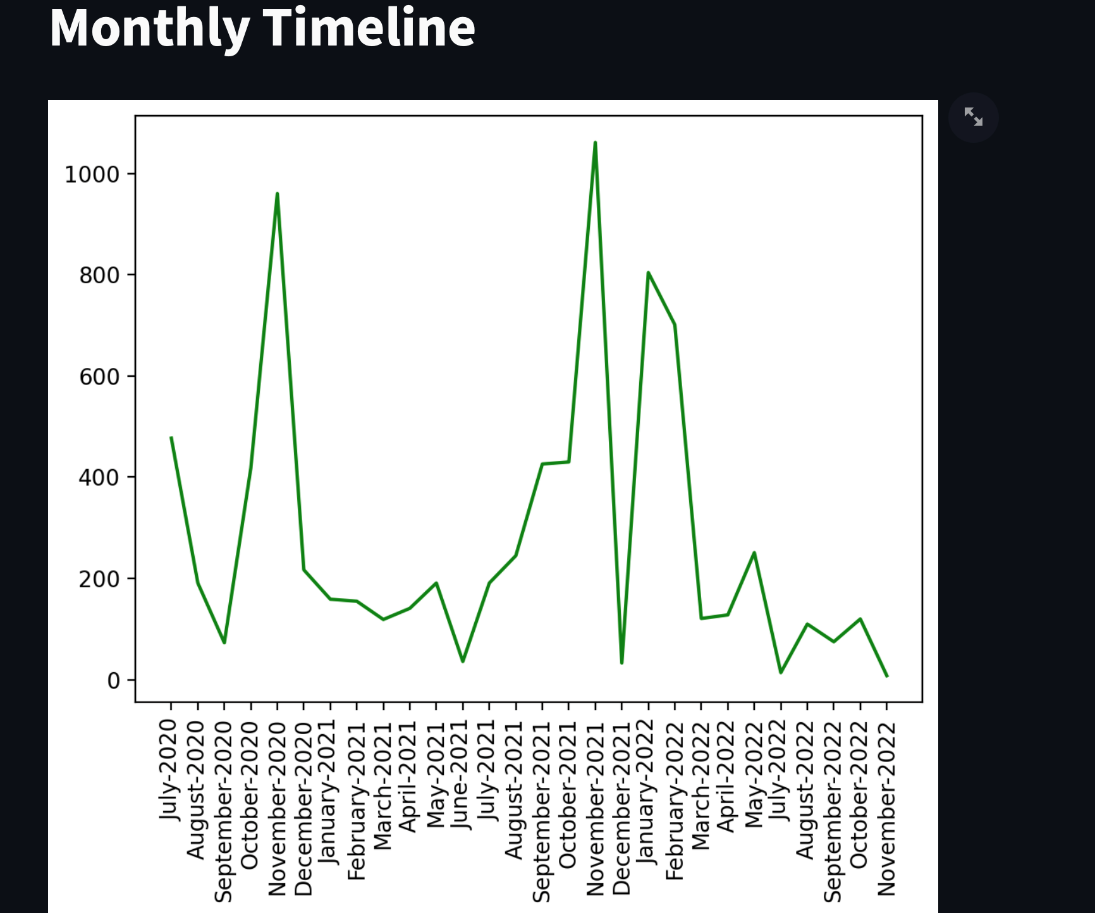 Monthly Timeline
1000
800
600
400
200
0
July-2020
August-2020
September-2020
October-2020
November-2020
December-2020
January-2021
February-2021
March-2021
April-2021
May-2021
June-2021
July-2021
August-2021
September-2021
October-2021
November-2021
December-2021
January-2022
February-2022
March-2022
April-2022
May-2022
July-2022
August-2022
September-2022
October-2022
November-2022